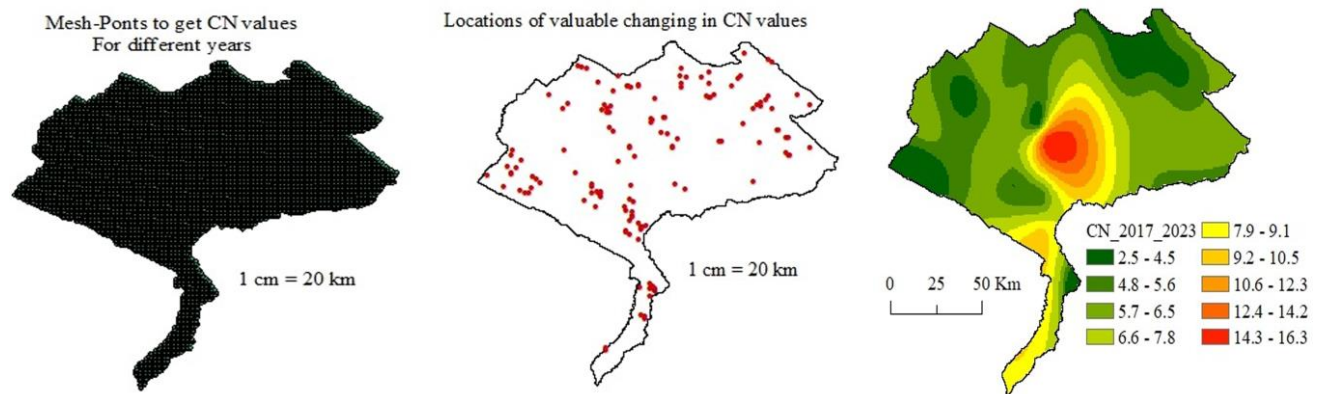 Mesh-Ponts to get CN values
For different years
1 cm = 20 km
Locations of valuable changing in CN values
1 cm = 20 km
CN_2017_2023
2.5 - 4.5
4.8 - 5.6
5.7 - 6.5
6.6 - 7.8
7.9 - 9.1
9.2 - 10.5
10.6 - 12.3
12.4 - 14.2
14.3 - 16.3
0 25 50 Km